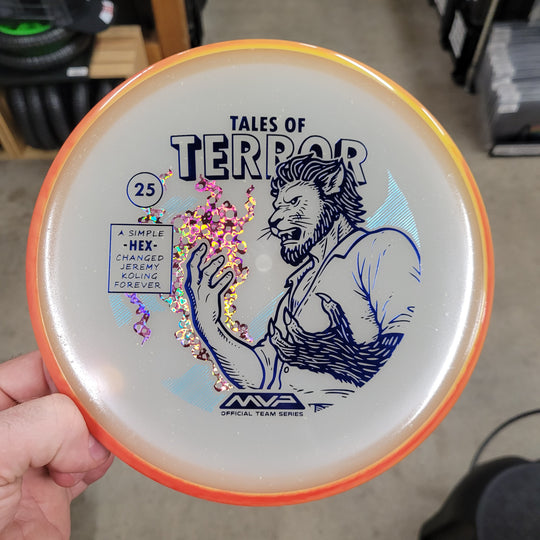 TALES OF
TERROR
25
A SIMPLE
-HEX-
CHANGED
JEREMY
KOLING
FOREVER
MVP
OFFICIAL TEAM SERIES